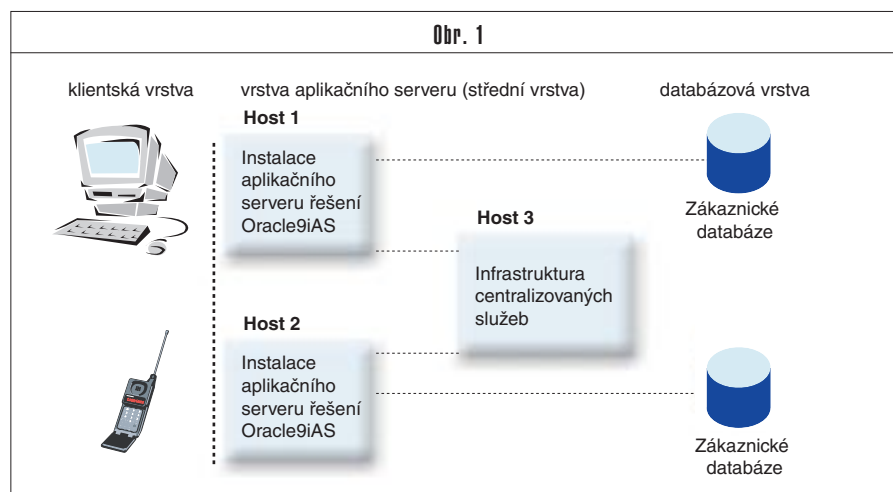 Obr. 1
klientská vrstva
vrstva aplikačního serveru (střední vrstva)
databázová vrstva
Host 1
Instalace
aplikačního
serveru řešení
Oracle9iAS
Zákaznické
databáze
Host 3
Infrastruktura
centralizovaných
služeb
Host 2
Instalace
aplikačního
serveru řešení
Oracle9iAS
Zákaznické
databáze